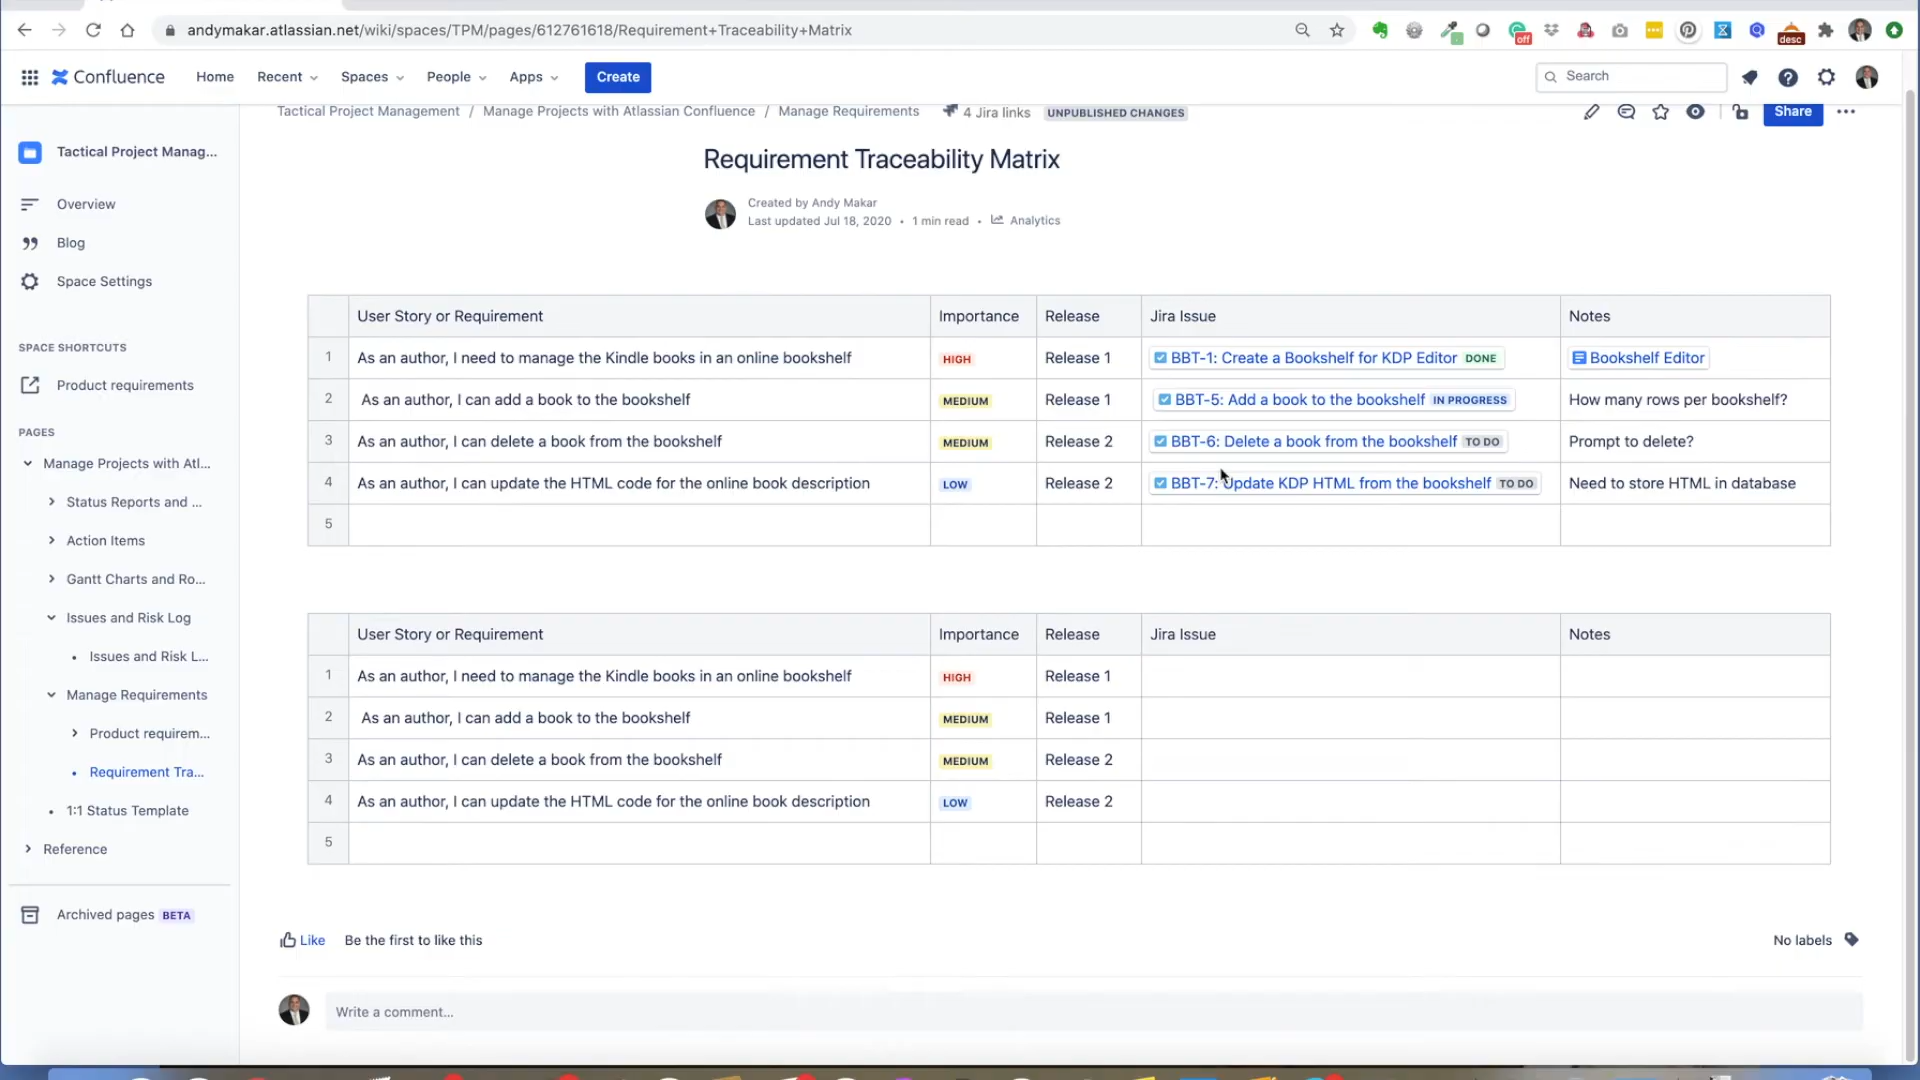 andymakar.atlassian.net/wiki/spaces/TPM/pages/612761618/Requirement+Traceability+Matrix
off
desc
Confluence Home Recent Spaces People Apps Create Search
Tactical Project Management / Manage Projects with Atlassian Confluence / Manage Requirements 4 Jira links UNPUBLISHED CHANGES Share
Tactical Project Manag...
Overview
Blog
Space Settings
SPACE SHORTCUTS
Product requirements
PAGES
Manage Projects with Atl...
Status Reports and ...
Action Items
Gantt Charts and Ro...
Issues and Risk Log
Issues and Risk L...
Manage Requirements
Product requirem...
Requirement Tra...
1:1 Status Template
Reference
Archived pages BETA
Requirement Traceability Matrix
Created by Andy Makar
Last updated Jul 18, 2020 • 1 min read • Analytics
User Story or Requirement Importance Release Jira Issue Notes
1 As an author, I need to manage the Kindle books in an online bookshelf HIGH Release 1 BBT-1: Create a Bookshelf for KDP Editor DONE Bookshelf Editor
2 As an author, I can add a book to the bookshelf MEDIUM Release 1 BBT-5: Add a book to the bookshelf IN PROGRESS How many rows per bookshelf?
3 As an author, I can delete a book from the bookshelf MEDIUM Release 2 BBT-6: Delete a book from the bookshelf TO DO Prompt to delete?
4 As an author, I can update the HTML code for the online book description LOW Release 2 BBT-7: Update KDP HTML from the bookshelf TO DO Need to store HTML in database
5
User Story or Requirement Importance Release Jira Issue Notes
1 As an author, I need to manage the Kindle books in an online bookshelf HIGH Release 1
2 As an author, I can add a book to the bookshelf MEDIUM Release 1
3 As an author, I can delete a book from the bookshelf MEDIUM Release 2
4 As an author, I can update the HTML code for the online book description LOW Release 2
5
Like Be the first to like this No labels
Write a comment...